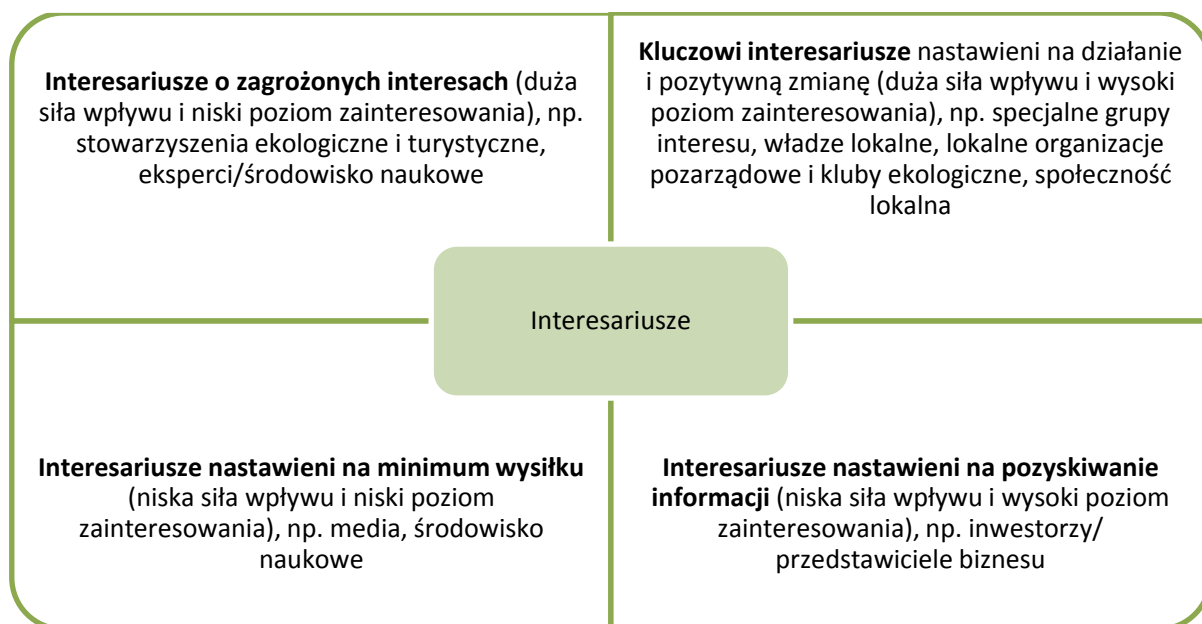 Interesariusze o zagrożonych interesach (duża
siła wpływu i niski poziom zainteresowania), np.
stowarzyszenia ekologiczne i turystyczne,
eksperci/środowisko naukowe
Kluczowi interesariusze nastawieni na działanie
i pozytywną zmianę (duża siła wpływu i wysoki
poziom zainteresowania), np. specjalne grupy
interesu, władze lokalne, lokalne organizacje
pozarządowe i kluby ekologiczne, społeczność
lokalna
Interesariusze
Interesariusze nastawieni na minimum wysiłku
(niska siła wpływu i niski poziom
zainteresowania), np. media, środowisko
naukowe
Interesariusze nastawieni na pozyskiwanie
informacji (niska siła wpływu i wysoki poziom
zainteresowania), np. inwestorzy/
przedstawiciele biznesu